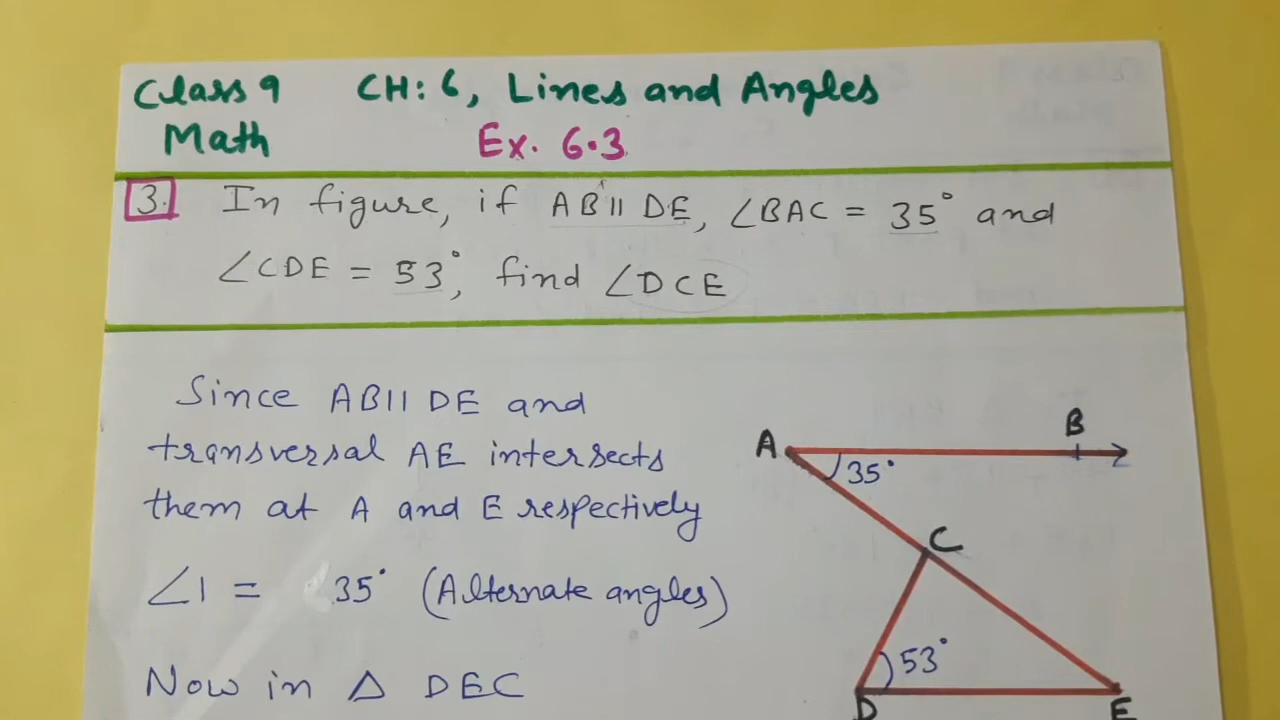 Class 9 CH: 6, Lines and Angles
Math Ex. 6.3
3. In figure, if AB || DE, ∠BAC = 35° and
∠CDE = 53°, find ∠DCE
Since AB || DE and
transversal AE intersects
them at A and E respectively
∠1 = 35° (Alternate angles)
Now in △ DEC
A B
35°
C
53°
D E